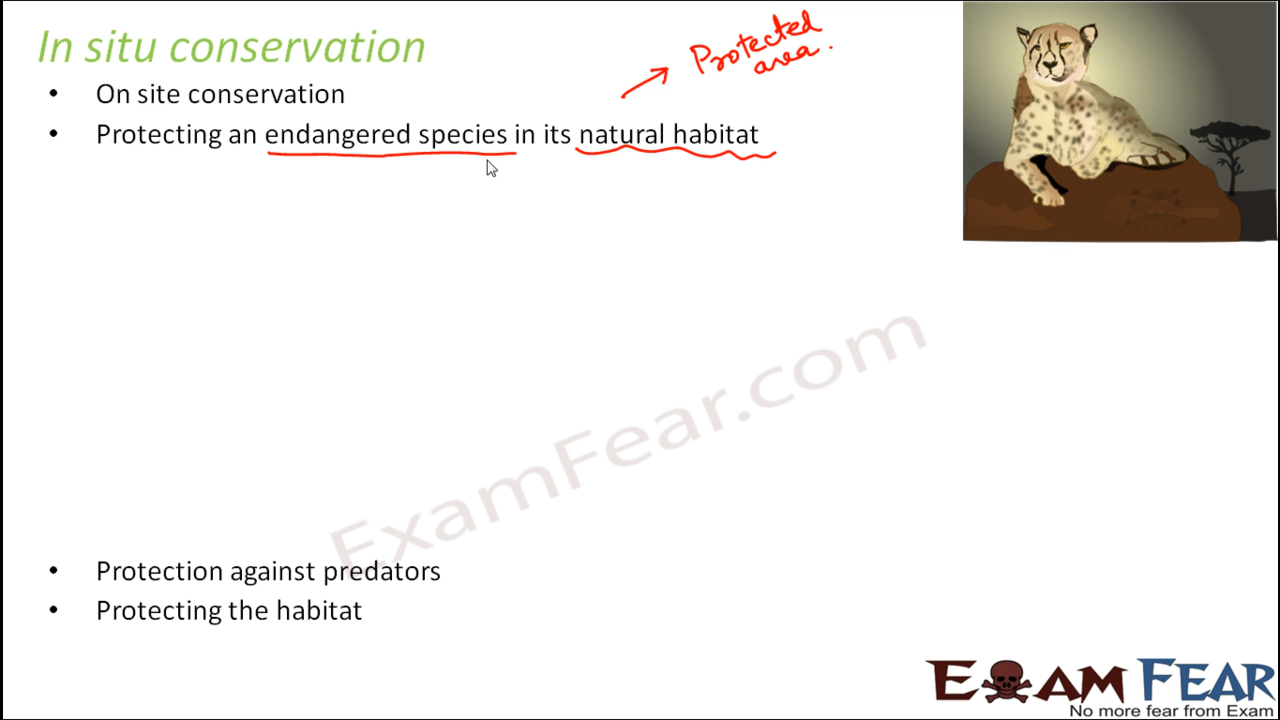 In situ conservation
Protected
area.
• On site conservation
• Protecting an endangered species in its natural habitat
ExamFear.com
• Protection against predators
• Protecting the habitat
EXAM FEAR
No more fear from Exam